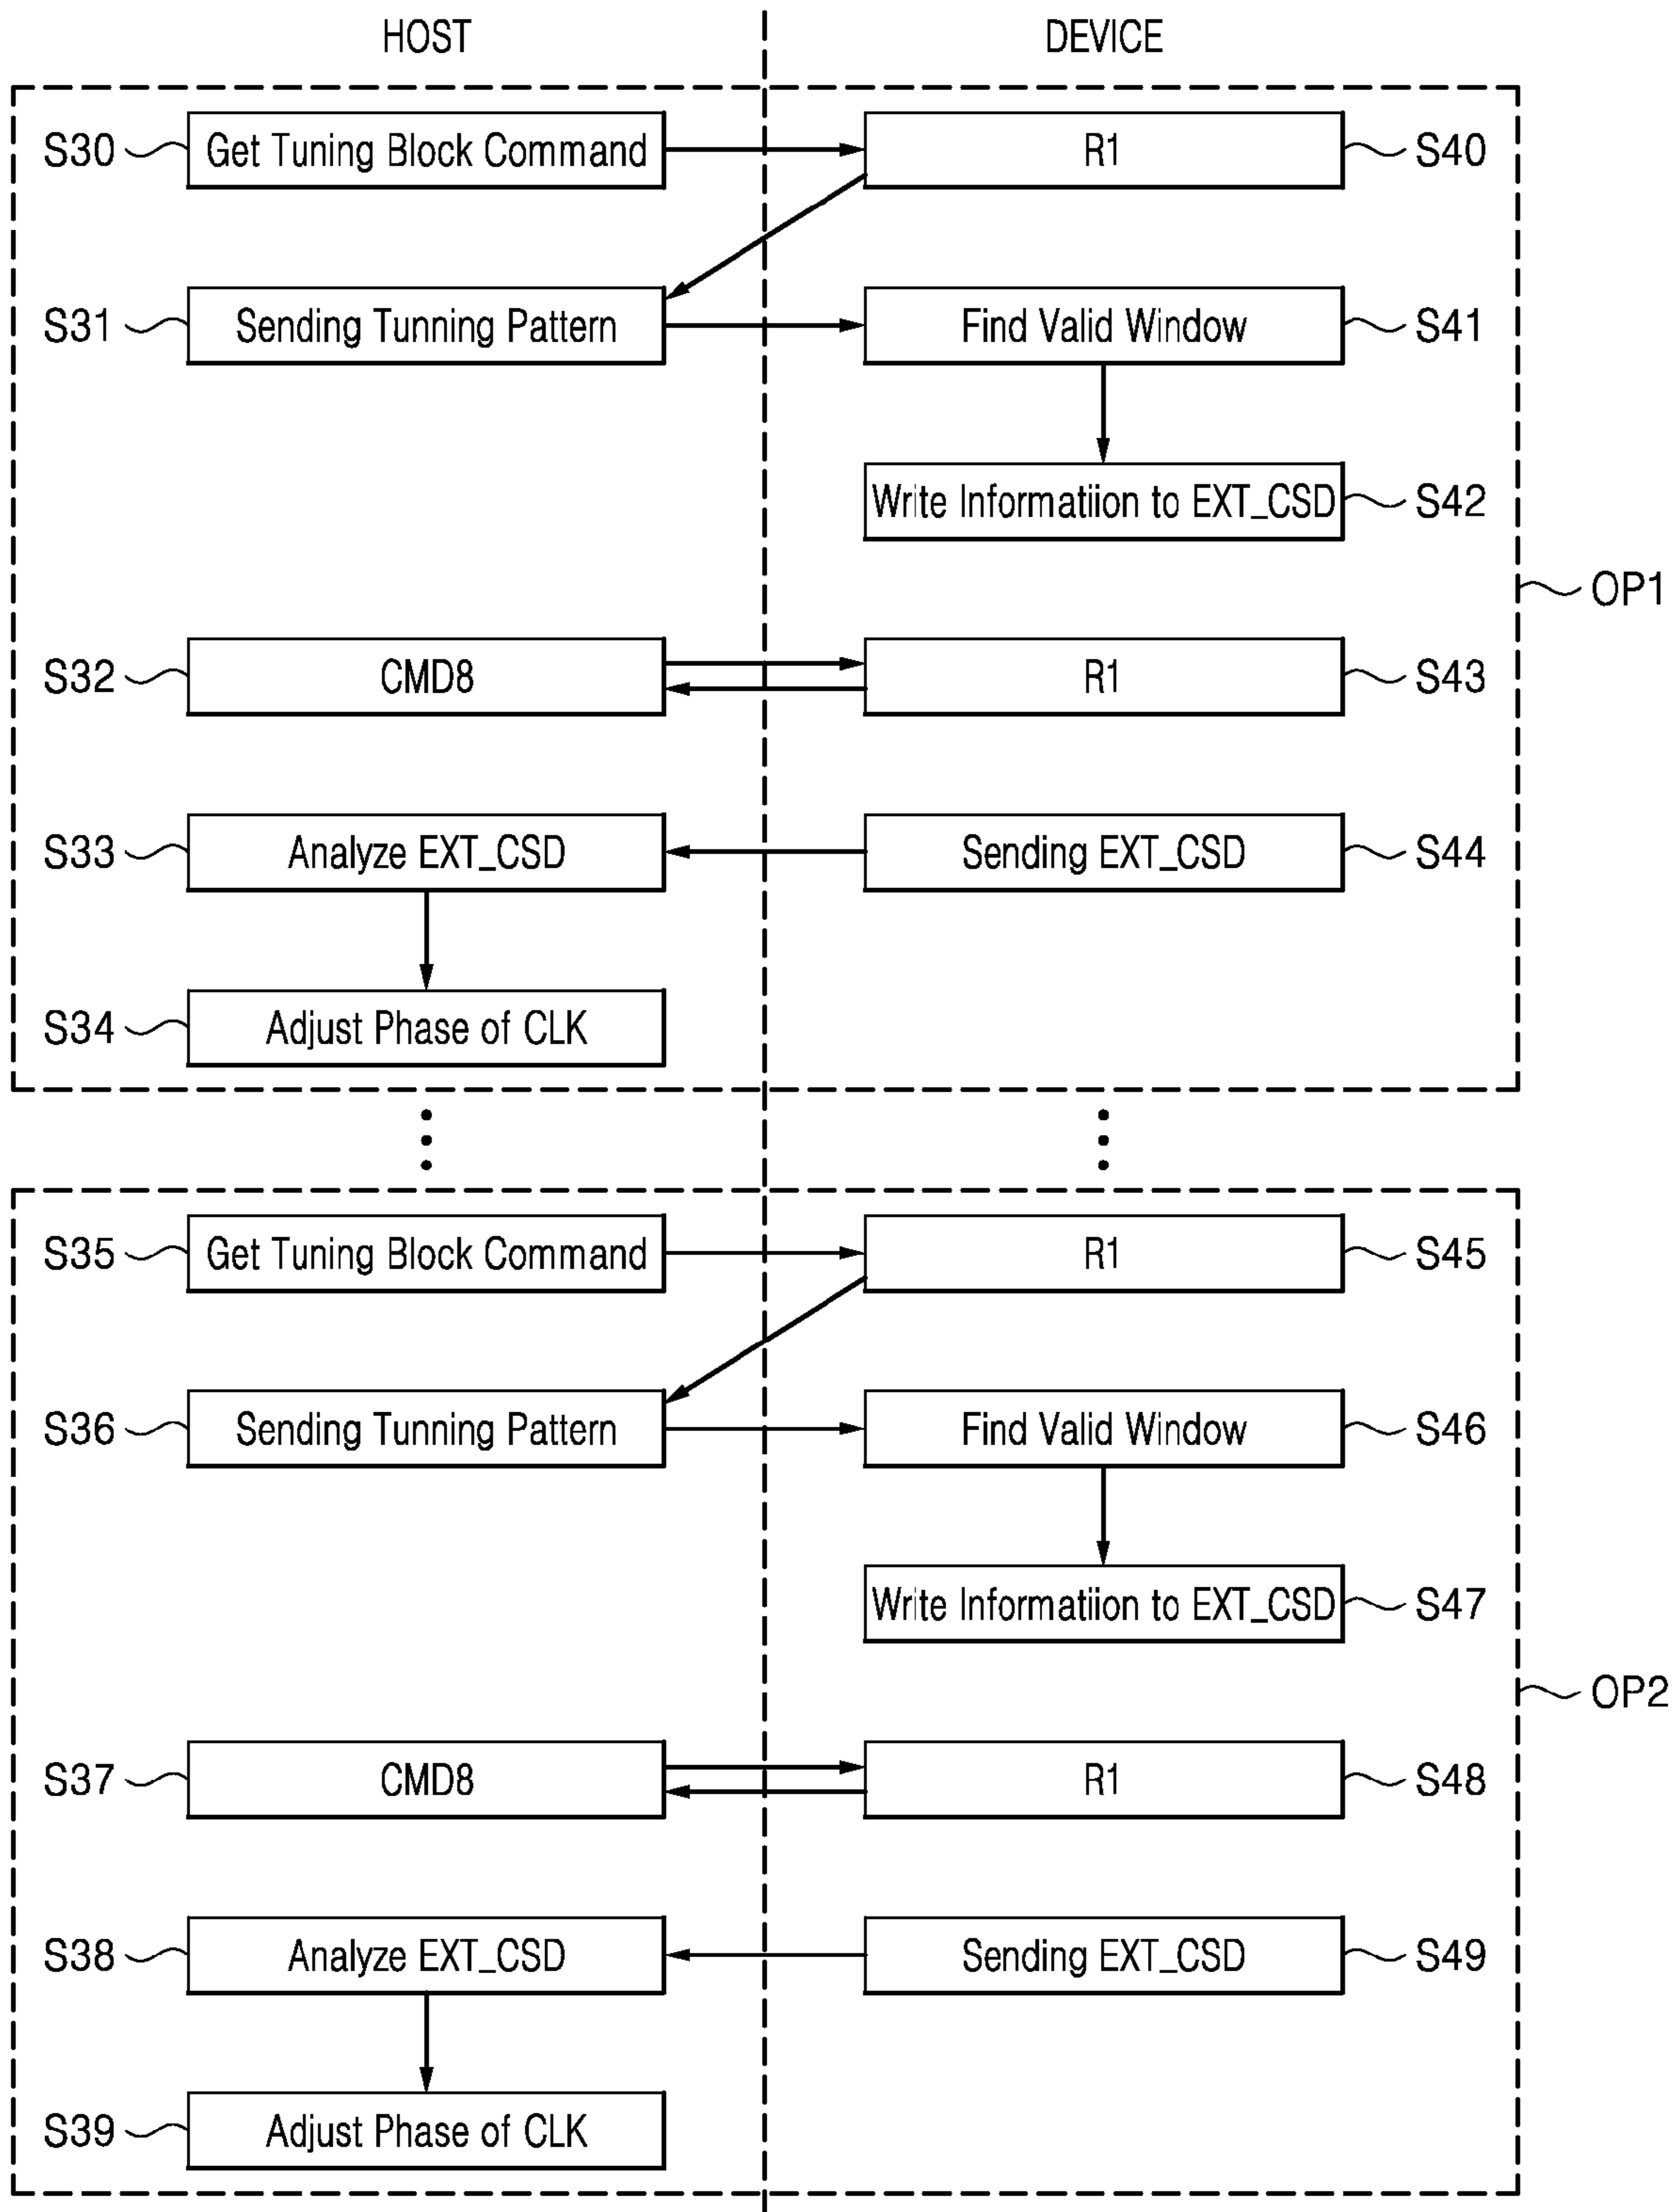 HOST DEVICE
S30 Get Tuning Block Command R1 S40
S31 Sending Tunning Pattern Find Valid Window S41
Write Informatiion to EXT_CSD S42
OP1
S32 CMD8 R1 S43
S33 Analyze EXT_CSD Sending EXT_CSD S44
S34 Adjust Phase of CLK
S35 Get Tuning Block Command R1 S45
S36 Sending Tunning Pattern Find Valid Window S46
Write Informatiion to EXT_CSD S47
OP2
S37 CMD8 R1 S48
S38 Analyze EXT_CSD Sending EXT_CSD S49
S39 Adjust Phase of CLK